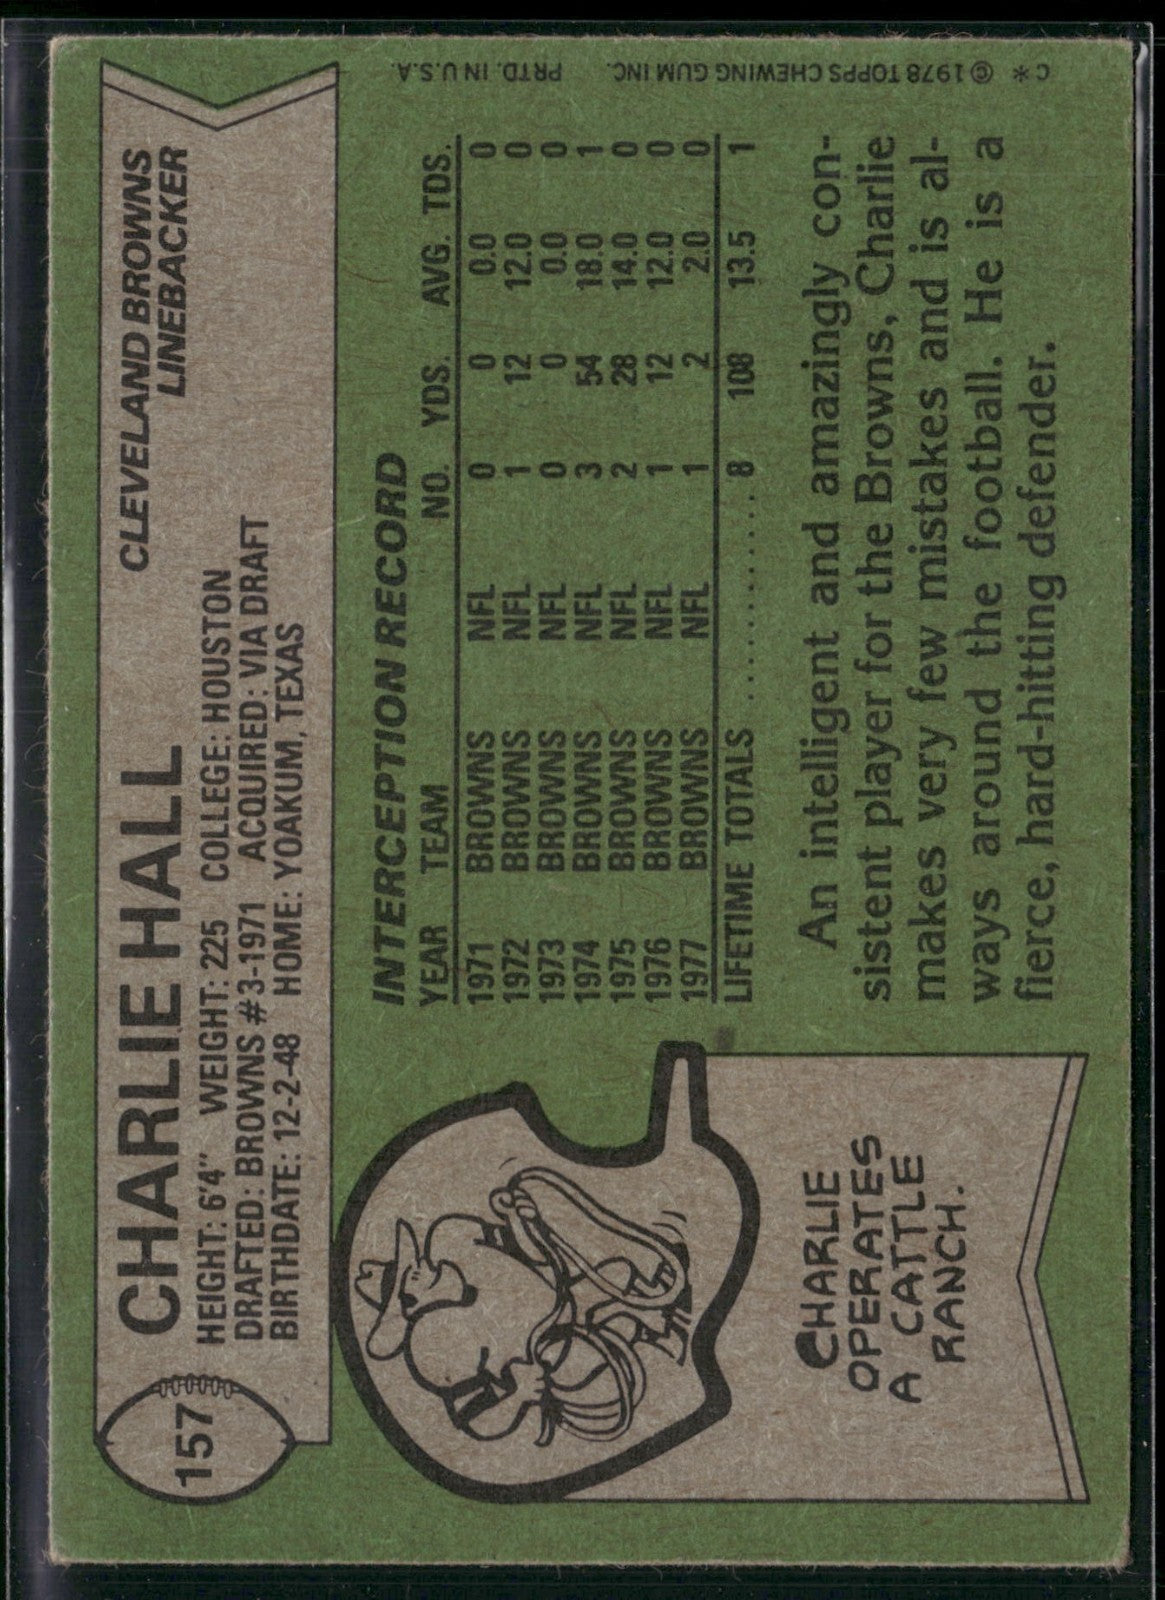 157
CHARLIE HALL
CLEVELAND BROWNS
LINEBACKER
HEIGHT: 6'4" WEIGHT: 225 COLLEGE: HOUSTON
DRAFTED: BROWNS #3-1971 ACQUIRED: VIA DRAFT
BIRTHDATE: 12-2-48 HOME: YOAKUM, TEXAS
INTERCEPTION RECORD
YEAR TEAM NO. YDS. AVG. TDS.
1971 BROWNS NFL 0 0 0.0 0
1972 BROWNS NFL 1 12 12.0 0
1973 BROWNS NFL 0 0 0.0 0
1974 BROWNS NFL 3 54 18.0 1
1975 BROWNS NFL 2 28 14.0 0
1976 BROWNS NFL 1 12 12.0 0
1977 BROWNS NFL 1 2 2.0 0
LIFETIME TOTALS .............. 8 108 13.5 1
An intelligent and amazingly con-
sistent player for the Browns, Charlie
makes very few mistakes and is al-
ways around the football. He is a
fierce, hard-hitting defender.
CHARLIE
OPERATES
A CATTLE
RANCH.
C * © 1978 TOPPS CHEWING GUM INC. PRTD. IN U.S.A.